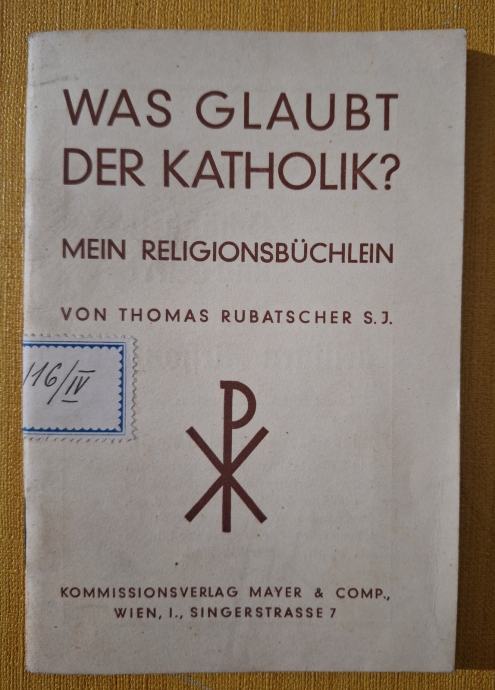 WAS GLAUBT
DER KATHOLIK?
MEIN RELIGIONSBÜCHLEIN
VON THOMAS RUBATSCHER S. J.
116/IV
KOMMISSIONSVERLAG MAYER & COMP.,
WIEN, I., SINGERSTRASSE 7